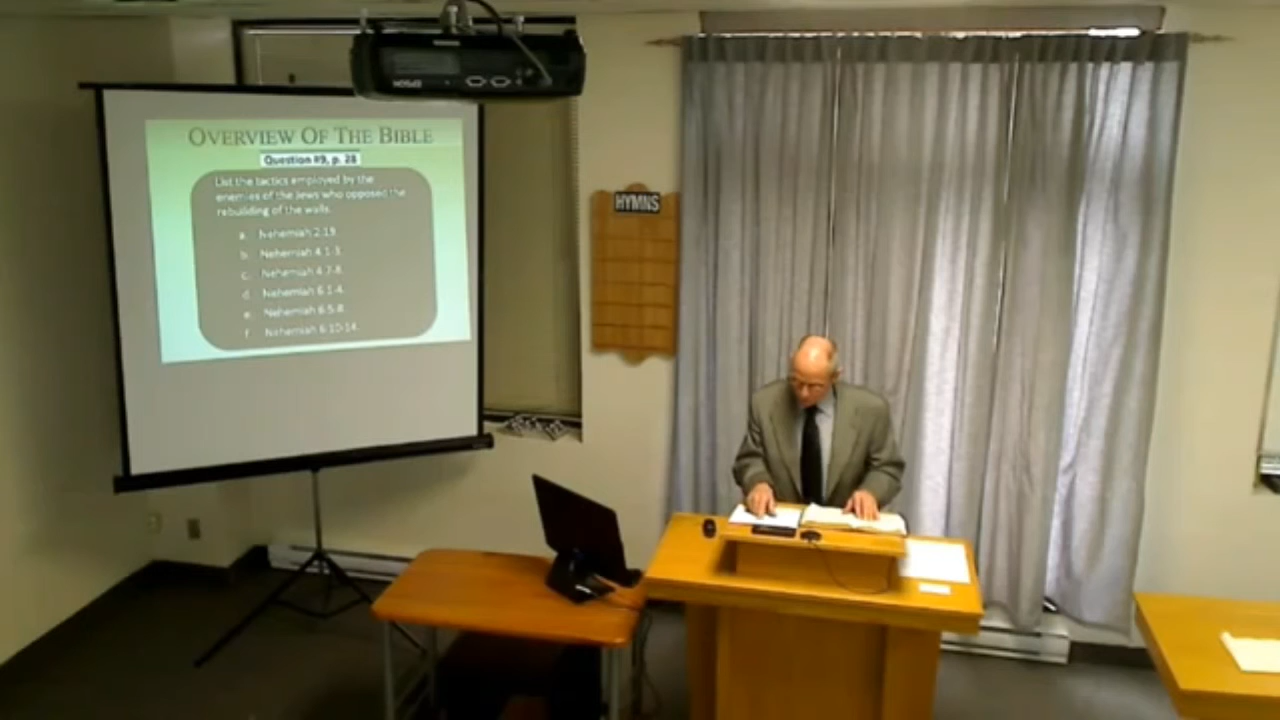 OVERVIEW OF THE BIBLE
Question #9, p. 28
List the tactics employed by the
enemies of the Jews who opposed the
rebuilding of the walls.
a. Nehemiah 2:19.
b. Nehemiah 4:1-3.
c. Nehemiah 4:7-8.
d. Nehemiah 6:1-4.
e. Nehemiah 6:5-8.
f. Nehemiah 6:10-14.
HYMNS